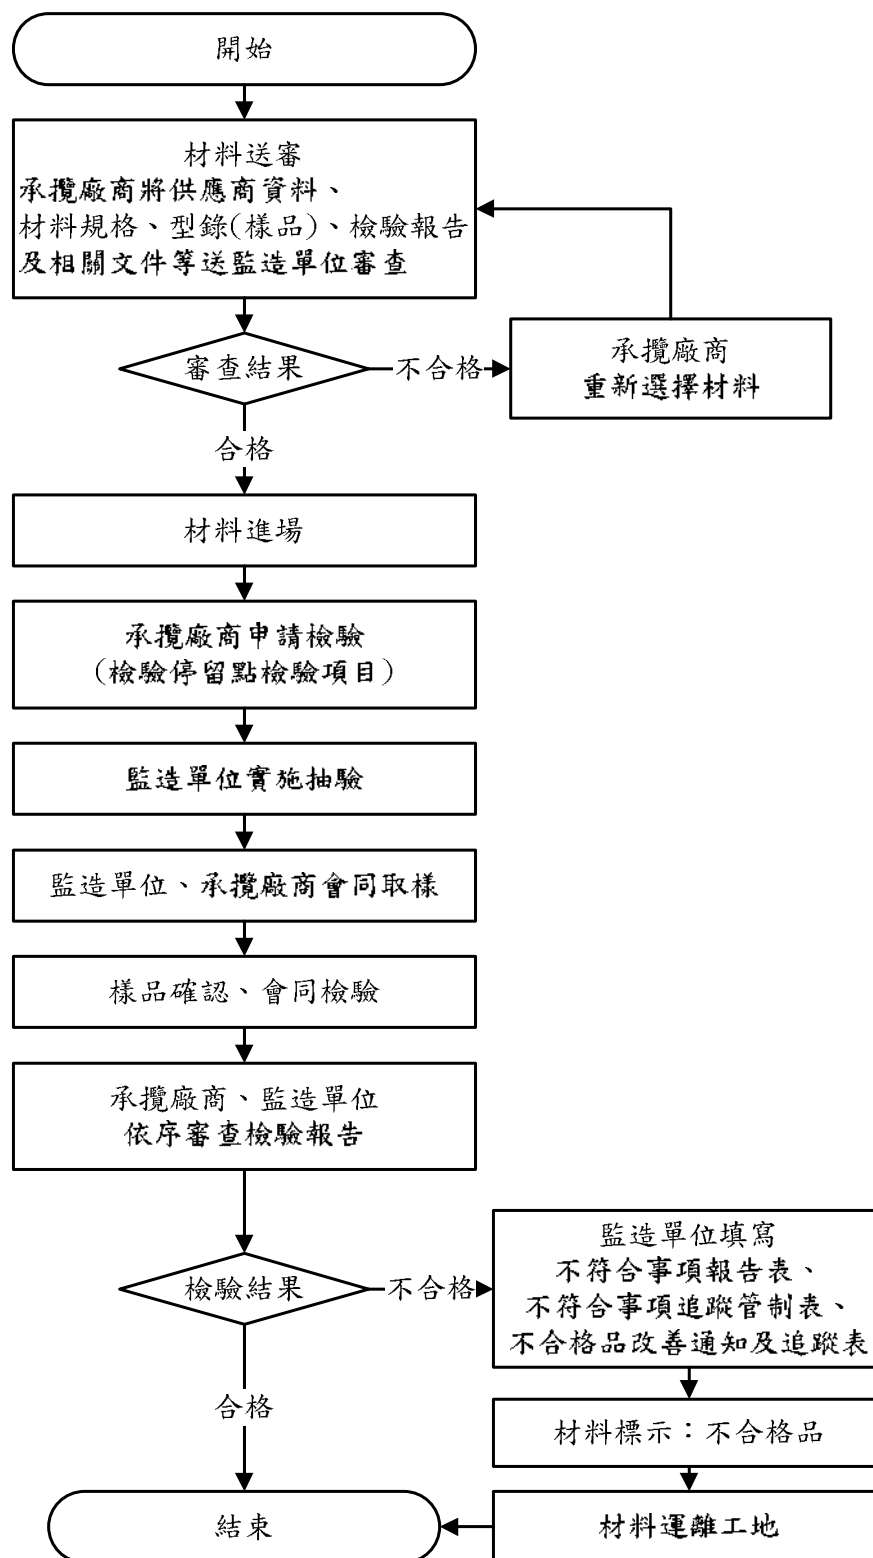 開始
材料送審
承攬廠商將供應商資料、
材料規格、型錄(樣品)、檢驗報告
及相關文件等送監造單位審查
審查結果
不合格
承攬廠商
重新選擇材料
合格
材料進場
承攬廠商申請檢驗
(檢驗停留點檢驗項目)
監造單位實施抽驗
監造單位、承攬廠商會同取樣
樣品確認、會同檢驗
承攬廠商、監造單位
依序審查檢驗報告
檢驗結果
不合格
監造單位填寫
不符合事項報告表、
不符合事項追蹤管制表、
不合格品改善通知及追蹤表
合格
材料標示：不合格品
材料運離工地
結束